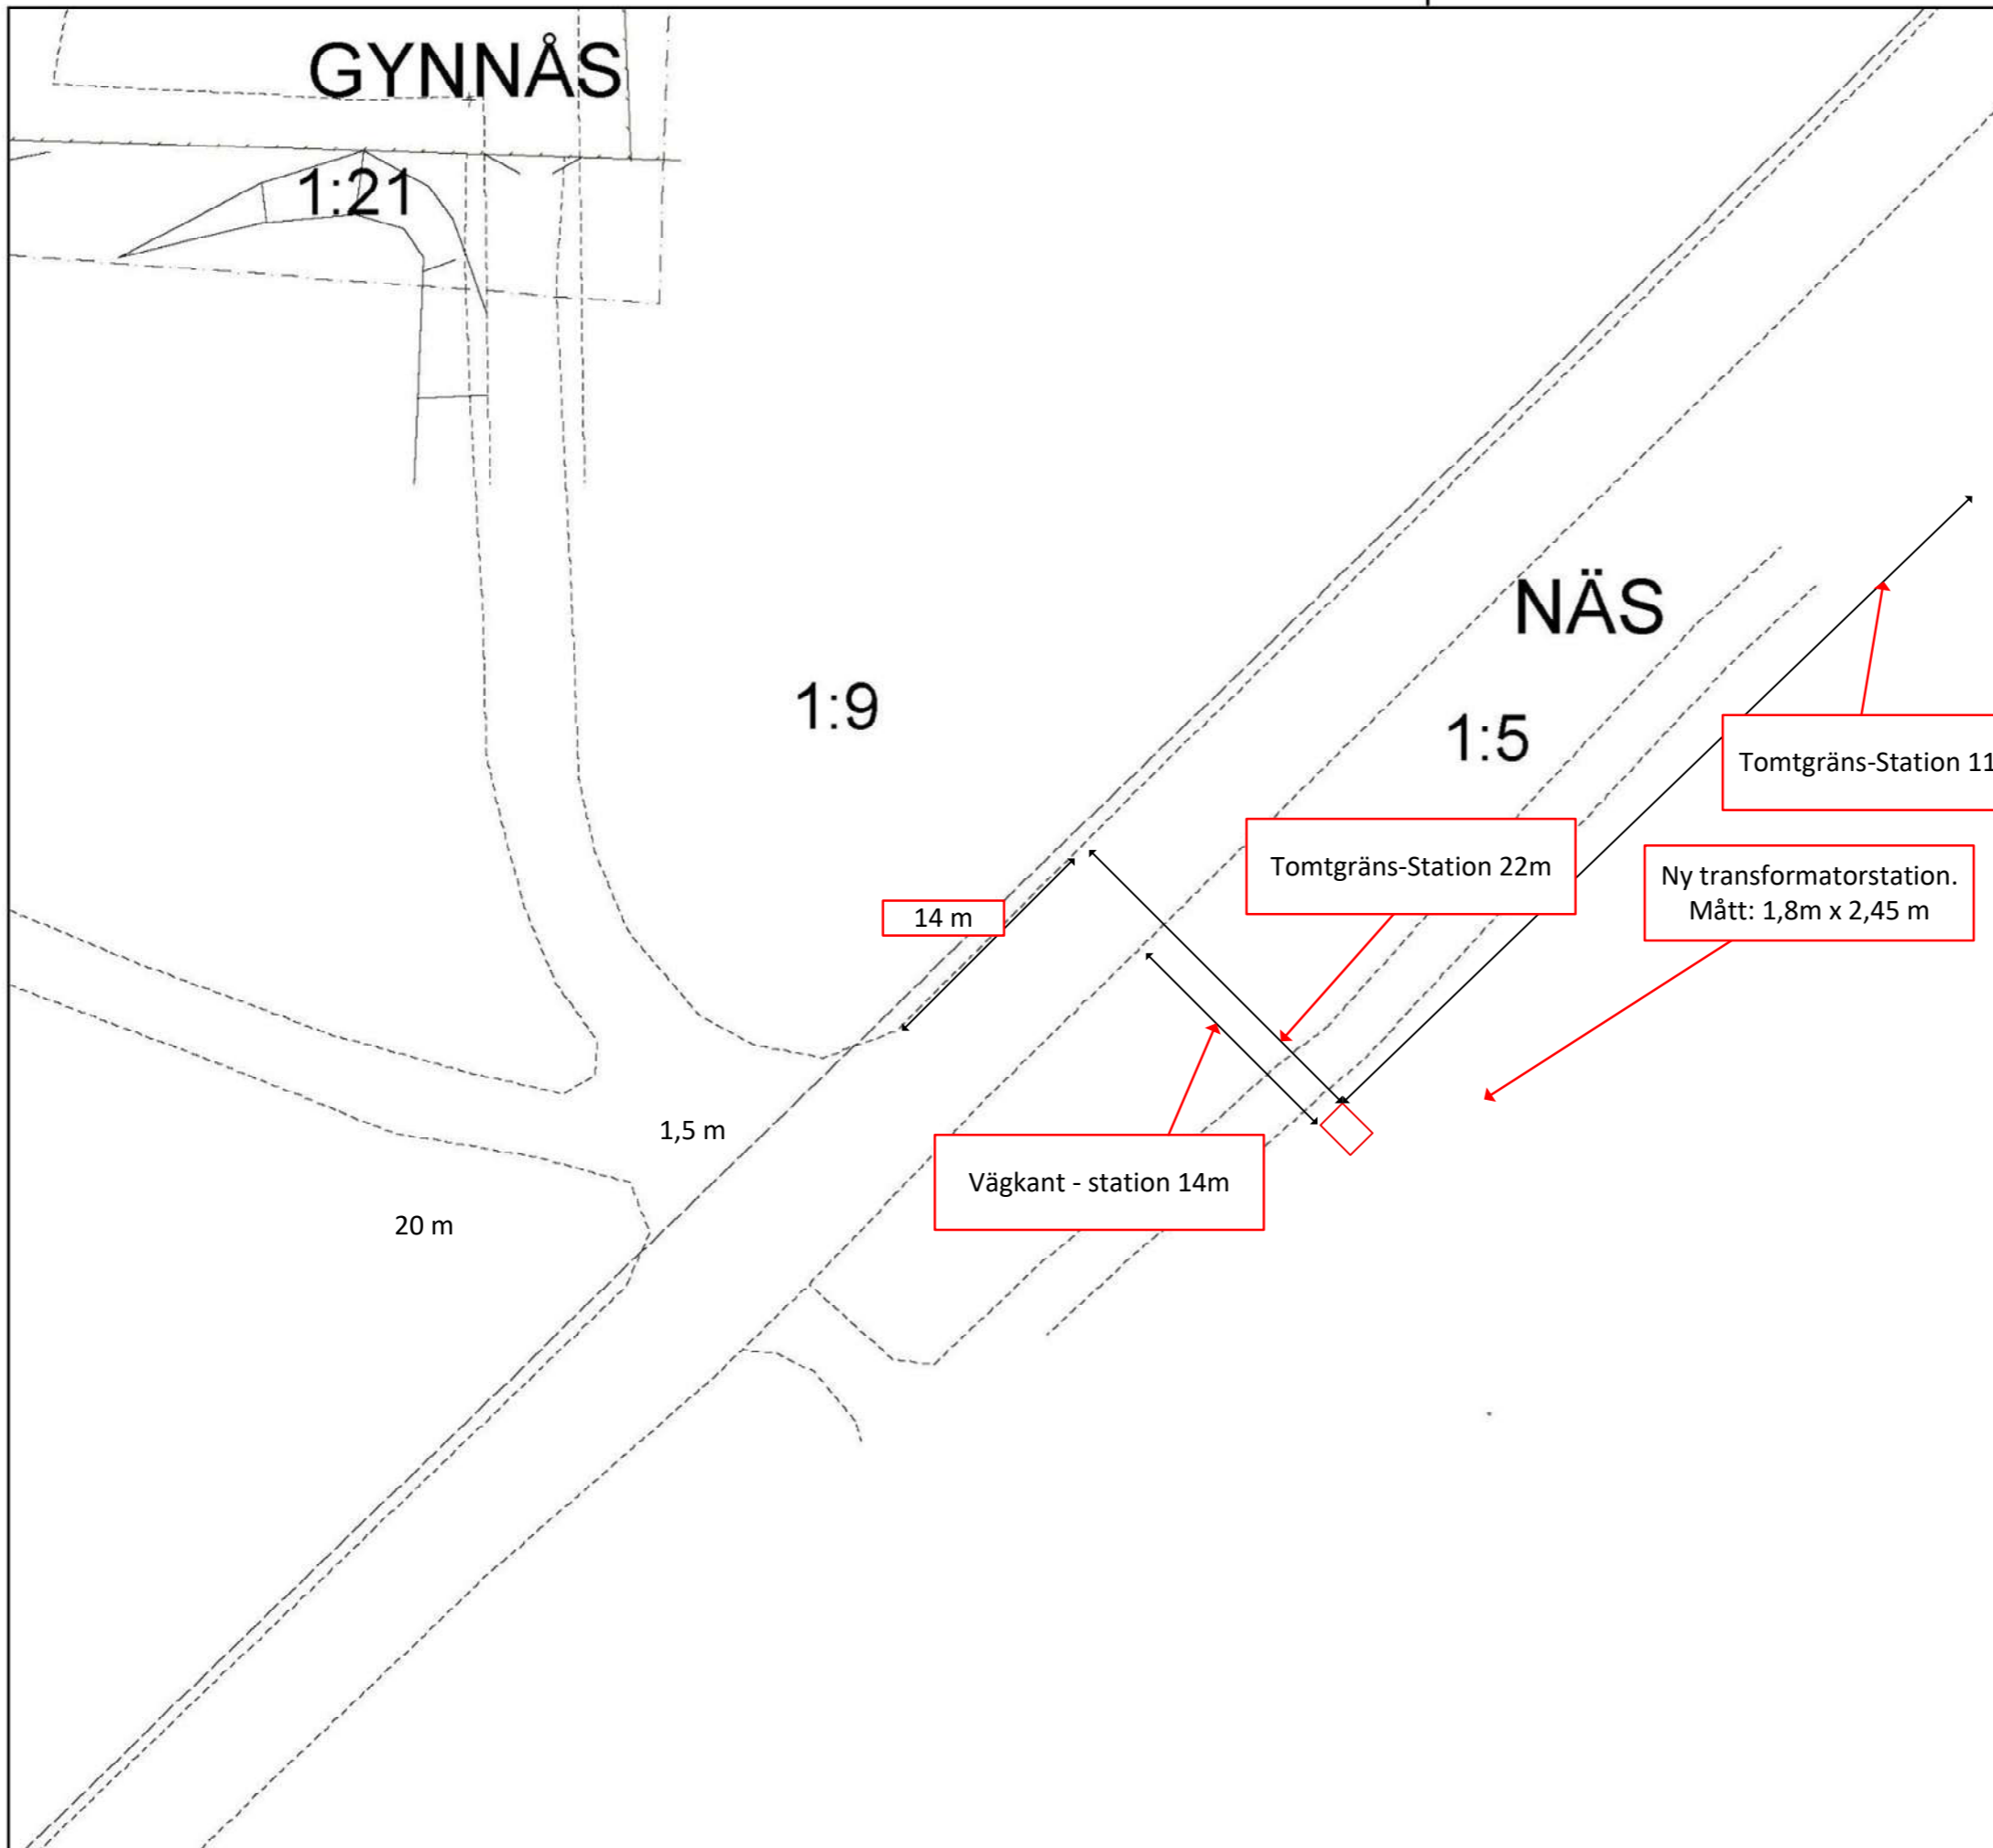 GYNNÅS
1:21
NÄS
1:9
1:5
Tomtgräns-Station 11
Tomtgräns-Station 22m
Ny transformatorstation.
Mått: 1,8m x 2,45 m
14 m
1,5 m
Vägkant - station 14m
20 m